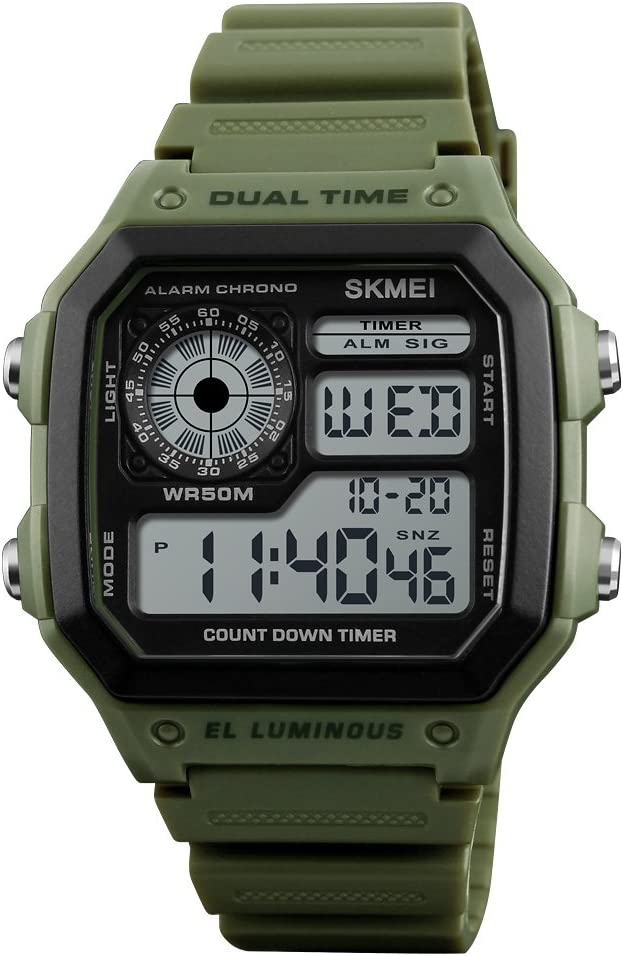 DUAL TIME
ALARM CHRONO
SKMEI
TIMER
ALM SIG
60 05 10 15 20 25 30 35 40 45 50 55
LIGHT
START
WED
WR50M
10-20
P 11:40 46
SNZ
MODE
RESET
COUNT DOWN TIMER
EL LUMINOUS